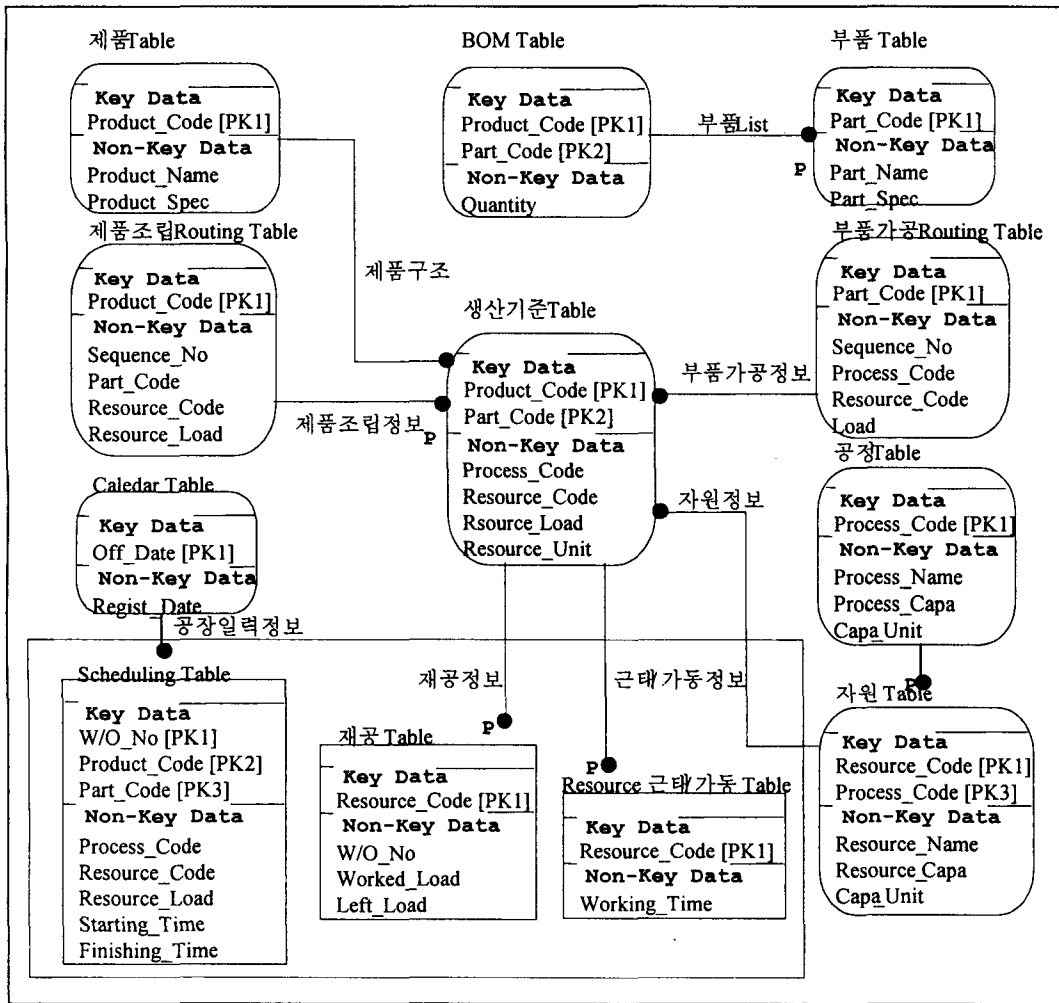 제품Table
Key Data
Product_Code [PK1]
Non-Key Data
Product_Name
Product_Spec
BOM Table
Key Data
Product_Code [PK1]
Part_Code [PK2]
Non-Key Data
Quantity
부품List
P
부품 Table
Key Data
Part_Code [PK1]
Non-Key Data
Part_Name
Part_Spec
제품조립Routing Table
Key Data
Product_Code [PK1]
Non-Key Data
Sequence_No
Part_Code
Resource_Code
Resource_Load
제품구조
제품조립정보
P
생산기준Table
Key Data
Product_Code [PK1]
Part_Code [PK2]
Non-Key Data
Process_Code
Resource_Code
Rsource_Load
Resource_Unit
부품가공정보
자원정보
부품가공Routing Table
Key Data
Part_Code [PK1]
Non-Key Data
Sequence_No
Process_Code
Resource_Code
Load
공정Table
Key Data
Process_Code [PK1]
Non-Key Data
Process_Name
Process_Capa
Capa_Unit
P
Caledar Table
Key Data
Off_Date [PK1]
Non-Key Data
Regist_Date
공장일력정보
Scheduling Table
Key Data
W/O_No [PK1]
Product_Code [PK2]
Part_Code [PK3]
Non-Key Data
Process_Code
Resource_Code
Resource_Load
Starting_Time
Finishing_Time
재공정보
P
재공 Table
Key Data
Resource_Code [PK1]
Non-Key Data
W/O_No
Worked_Load
Left_Load
근태/가동정보
P
Resource 근태/가동 Table
Key Data
Resource_Code [PK1]
Non-Key Data
Working_Time
자원 Table
Key Data
Resource_Code [PK1]
Process_Code [PK3]
Non-Key Data
Resource_Name
Resource_Capa
Capa_Unit